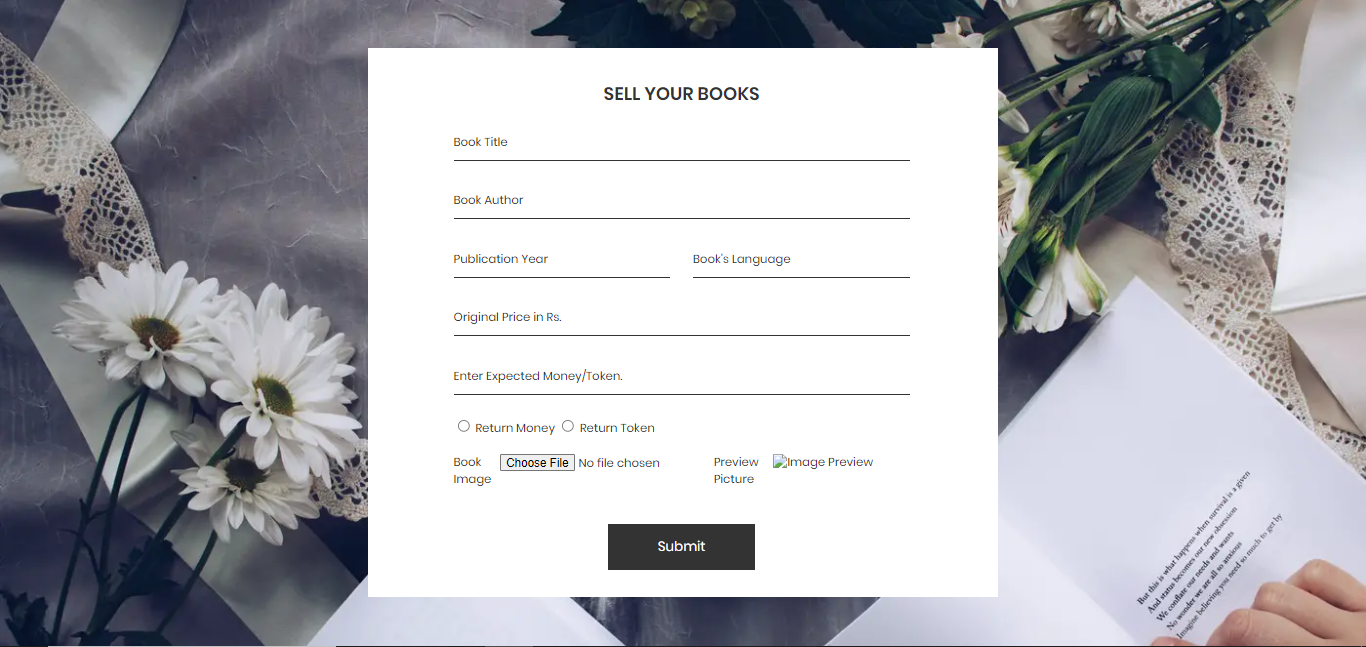 SELL YOUR BOOKS
Book Title
Book Author
Publication Year Book's Language
Original Price in Rs.
Enter Expected Money/Token.
Return Money Return Token
Book Image Choose File No file chosen Preview Picture Image Preview
Submit
But this is what happens when survival is a given
And status becomes our new obsession
We conflate our needs and wants
No wonder we are all so anxious
Imagine believing you need so much to get by